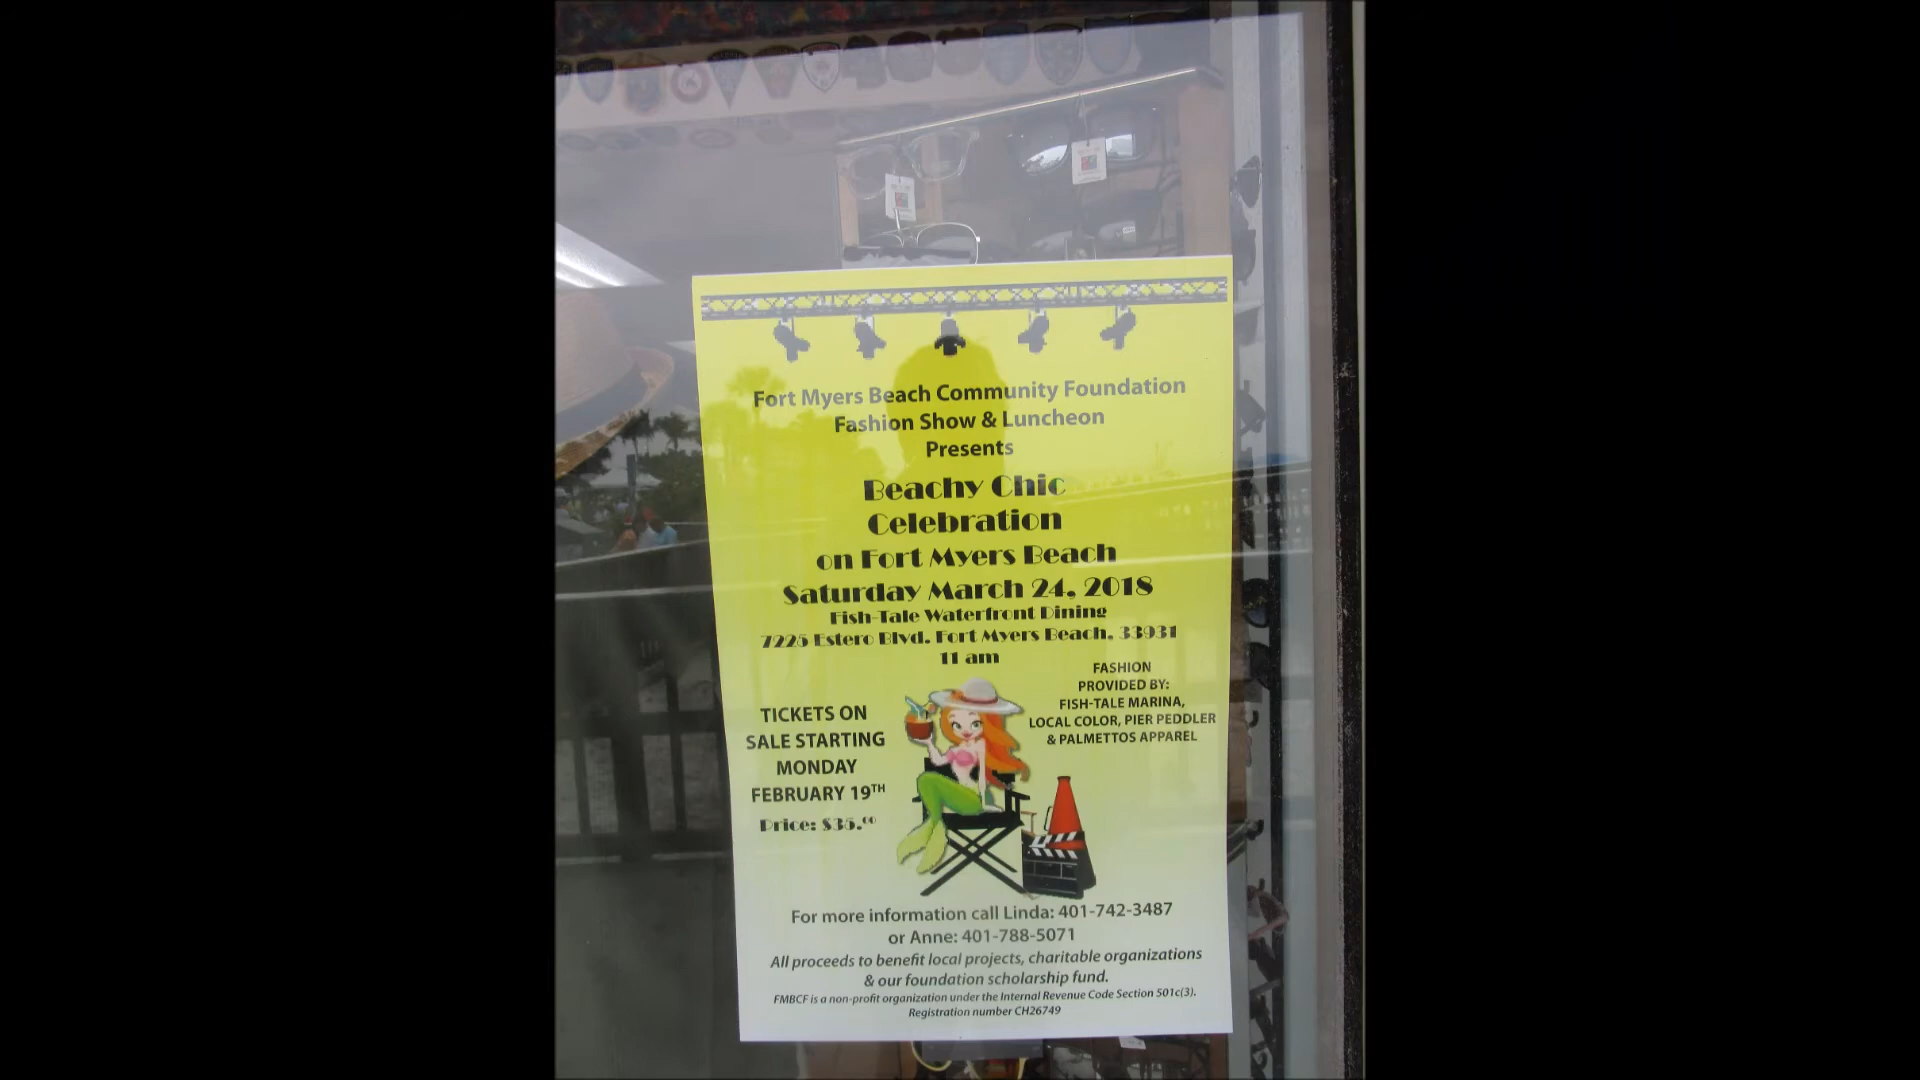 Fort Myers Beach Community Foundation
Fashion Show & Luncheon
Presents
Beachy Chic
Celebration
on Fort Myers Beach
Saturday March 24, 2018
Fish-Tale Waterfront Dining
7225 Estero Blvd. Fort Myers Beach, 33931
11 am
FASHION
PROVIDED BY:
FISH-TALE MARINA,
LOCAL COLOR, PIER PEDDLER
& PALMETTOS APPAREL
TICKETS ON
SALE STARTING
MONDAY
FEBRUARY 19TH
Price: $35.00
For more information call Linda: 401-742-3487
or Anne: 401-788-5071
All proceeds to benefit local projects, charitable organizations
& our foundation scholarship fund.
FMBCF is a non-profit organization under the Internal Revenue Code Section 501c(3).
Registration number CH26749